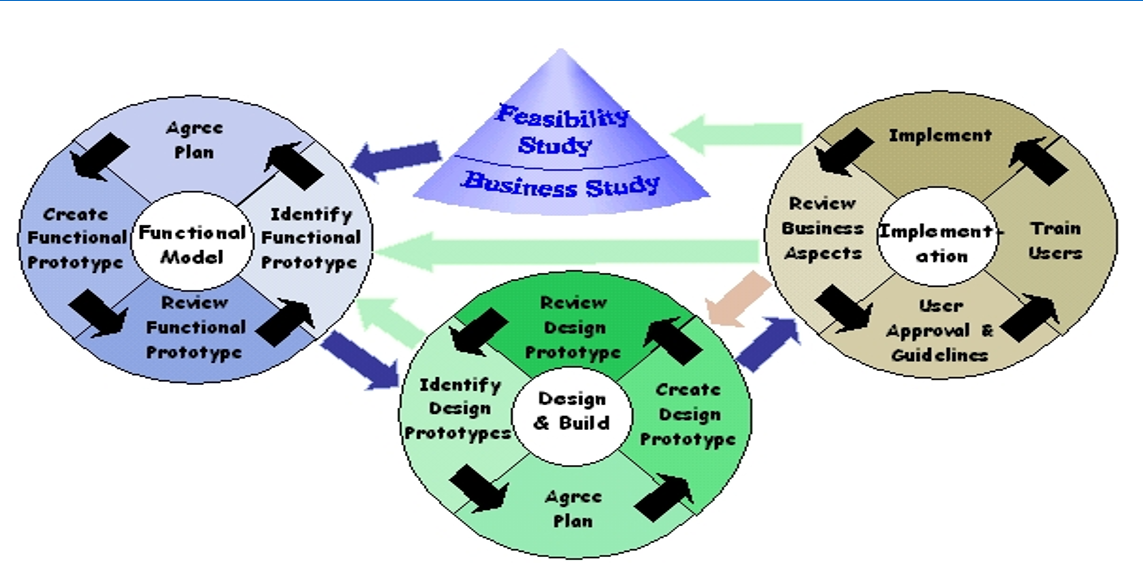 Feasibility
Study
Business Study
Agree
Plan
Create
Functional
Prototype
Functional
Model
Identify
Functional
Prototype
Review
Functional
Prototype
Review
Design
Prototype
Identify
Design
Prototypes
Design
& Build
Create
Design
Prototype
Agree
Plan
Implement
Review
Business
Aspects
Implement-
ation
Train
Users
User
Approval &
Guidelines